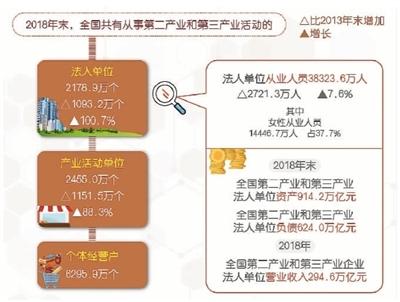 2018年末，全国共有从事第二产业和第三产业活动的
△比2013年末增加
▲增长
法人单位
2178.9万个
△1093.2万个
▲100.7%
产业活动单位
2455.0万个
△1151.5万个
▲88.3%
个体经营户
6295.9万个
法人单位从业人员38323.6万人
△2721.3万人 ▲7.6%
其中
女性从业人员
14446.7万人 占37.7%
2018年末
全国第二产业和第三产业
法人单位资产914.2万亿元
全国第二产业和第三产业
法人单位负债624.0万亿元
2018年
全国第二产业和第三产业企业
法人单位营业收入294.6万亿元